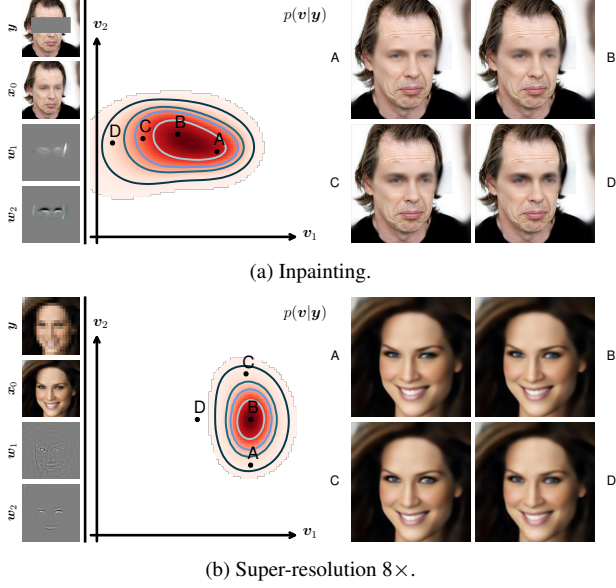 y
x₀
w₁
w₂
v₂
p(v|y)
D
C
B
A
v₁
A
B
C
D
(a) Inpainting.
y
x₀
w₁
w₂
v₂
p(v|y)
C
D
B
A
v₁
A
B
C
D
(b) Super-resolution 8×.